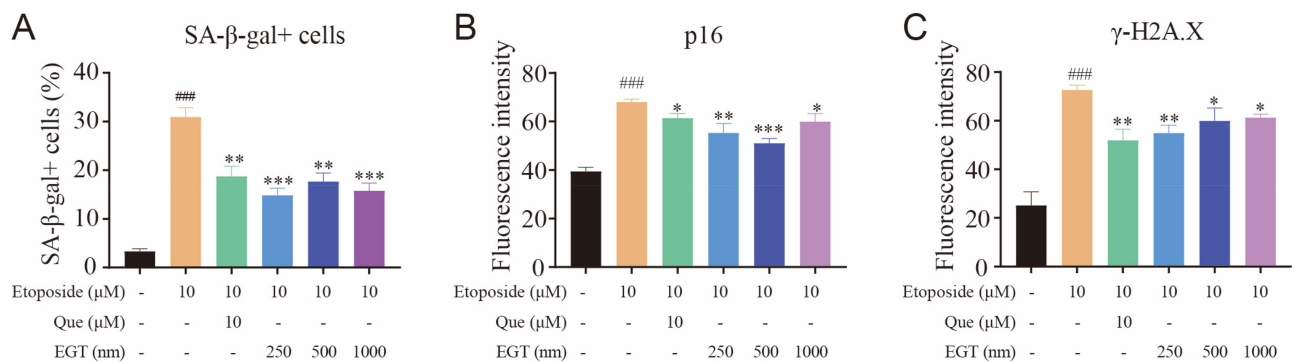 A
SA-β-gal+ cells
SA-β-gal+ cells (%)
40
30
20
10
0
###
**
***
**
***
Etoposide (μM) - 10 10 10 10 10
Que (μM) - - 10 - - -
EGT (nm) - - - 250 500 1000
B
p16
Fluorescence intensity
80
60
40
20
0
###
*
**
***
*
Etoposide (μM) - 10 10 10 10 10
Que (μM) - - 10 - - -
EGT (nm) - - - 250 500 1000
C
γ-H2A.X
Fluorescence intensity
80
60
40
20
0
###
**
**
*
*
Etoposide (μM) - 10 10 10 10 10
Que (μM) - - 10 - - -
EGT (nm) - - - 250 500 1000